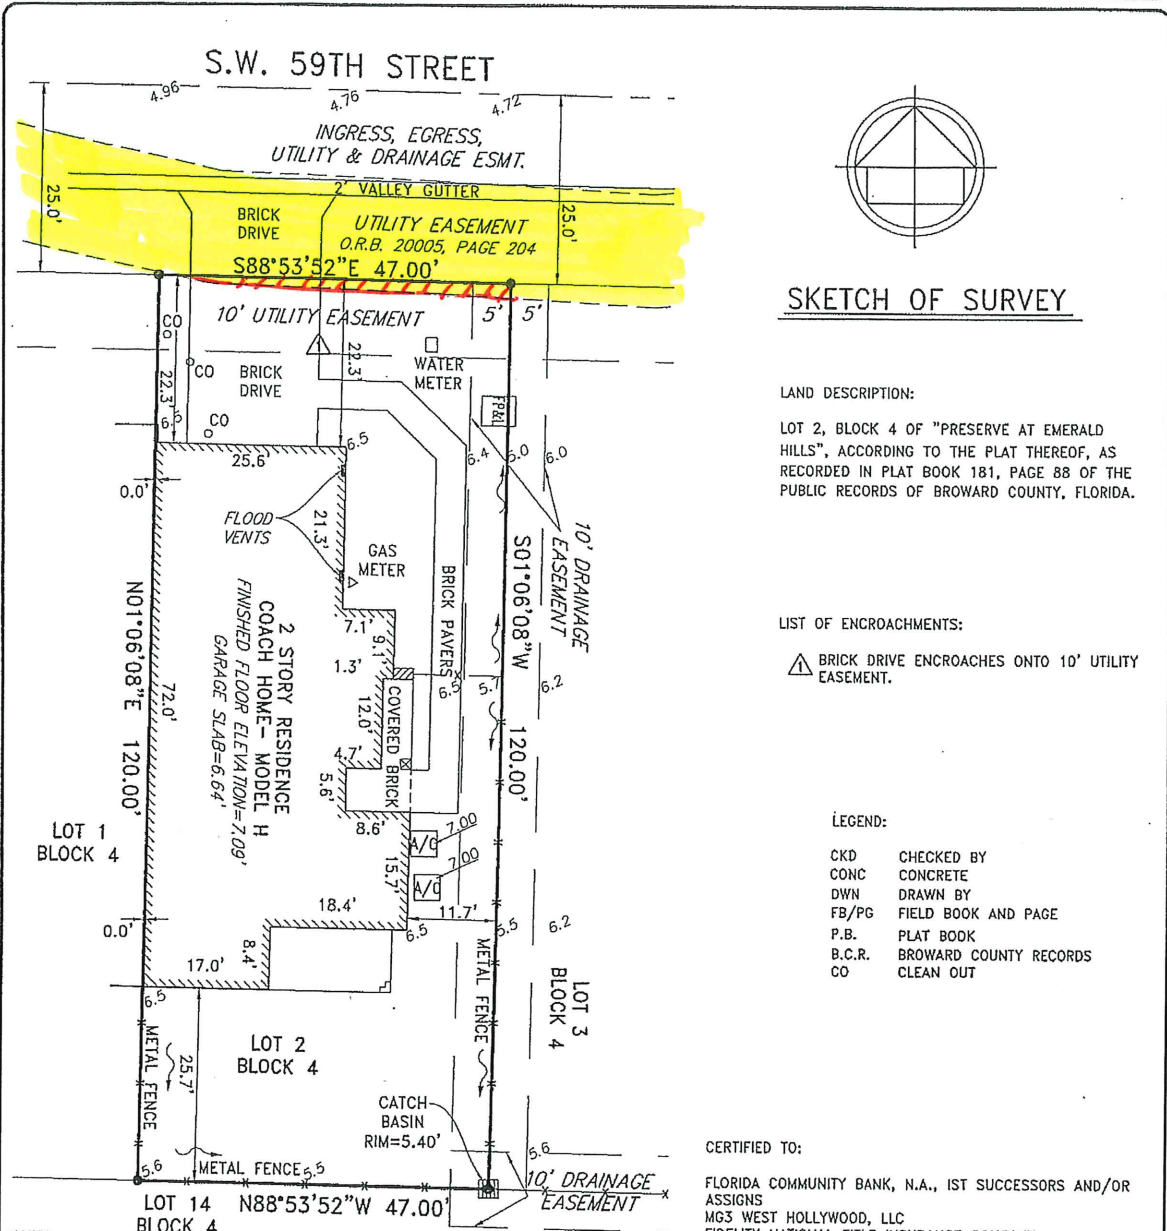 S.W. 59TH STREET
4.96
4.76
4.72
INGRESS, EGRESS,
UTILITY & DRAINAGE ESMT.
25.0'
2' VALLEY GUTTER
BRICK
DRIVE
UTILITY EASEMENT
O.R.B. 20005, PAGE 204
25.0'
S88°53'52"E 47.00'
10' UTILITY EASEMENT
5' 5'
CO
CO
CO
22.3'
BRICK
DRIVE
1
22.3'
WATER
METER
FP&L
6.5
6.5
6.4
6.0
25.6'
0.0'
FLOOD
VENTS
21.3'
GAS
METER
BRICK PAVERS
10' DRAINAGE
EASEMENT
S01°06'08"W 120.00'
N01°06'08"E 120.00'
72.0'
2 STORY RESIDENCE
COACH HOME- MODEL H
FINISHED FLOOR ELEVATION=7.09'
GARAGE SLAB=6.64'
7.1'
9.1'
1.3'
6.5
5.7
6.2
12.0'
COVERED BRICK
4.7'
5.6'
8.6'
A/C
7.00
A/C
7.00
15.7'
LOT 1
BLOCK 4
18.4'
11.7'
6.5
5.5
6.2
0.0'
8.4'
17.0'
METAL FENCE
LOT 3
BLOCK 4
6.5
METAL FENCE
25.7'
LOT 2
BLOCK 4
CATCH
BASIN
RIM=5.40'
5.6
5.6
METAL FENCE
5.5
10' DRAINAGE
EASEMENT
LOT 14
BLOCK 4
N88°53'52"W 47.00'
SKETCH OF SURVEY
LAND DESCRIPTION:
LOT 2, BLOCK 4 OF "PRESERVE AT EMERALD
HILLS", ACCORDING TO THE PLAT THEREOF, AS
RECORDED IN PLAT BOOK 181, PAGE 88 OF THE
PUBLIC RECORDS OF BROWARD COUNTY, FLORIDA.
LIST OF ENCROACHMENTS:
1 BRICK DRIVE ENCROACHES ONTO 10' UTILITY
EASEMENT.
LEGEND:
CKD CHECKED BY
CONC CONCRETE
DWN DRAWN BY
FB/PG FIELD BOOK AND PAGE
P.B. PLAT BOOK
B.C.R. BROWARD COUNTY RECORDS
CO CLEAN OUT
CERTIFIED TO:
FLORIDA COMMUNITY BANK, N.A., IST SUCCESSORS AND/OR
ASSIGNS
MG3 WEST HOLLYWOOD, LLC